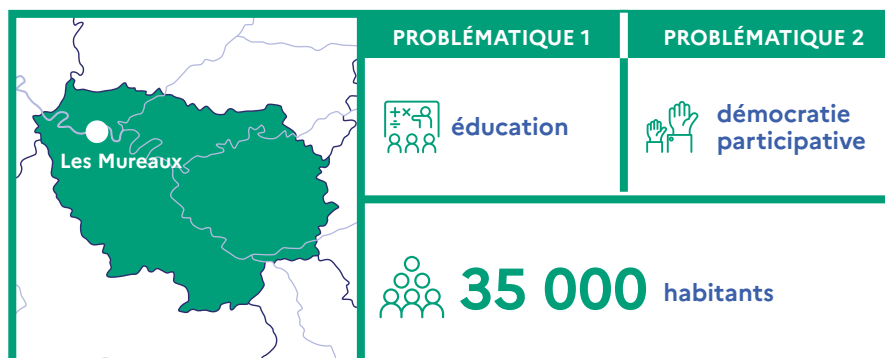 Les Mureaux
PROBLÉMATIQUE 1
éducation
PROBLÉMATIQUE 2
démocratie
participative
35 000 habitants